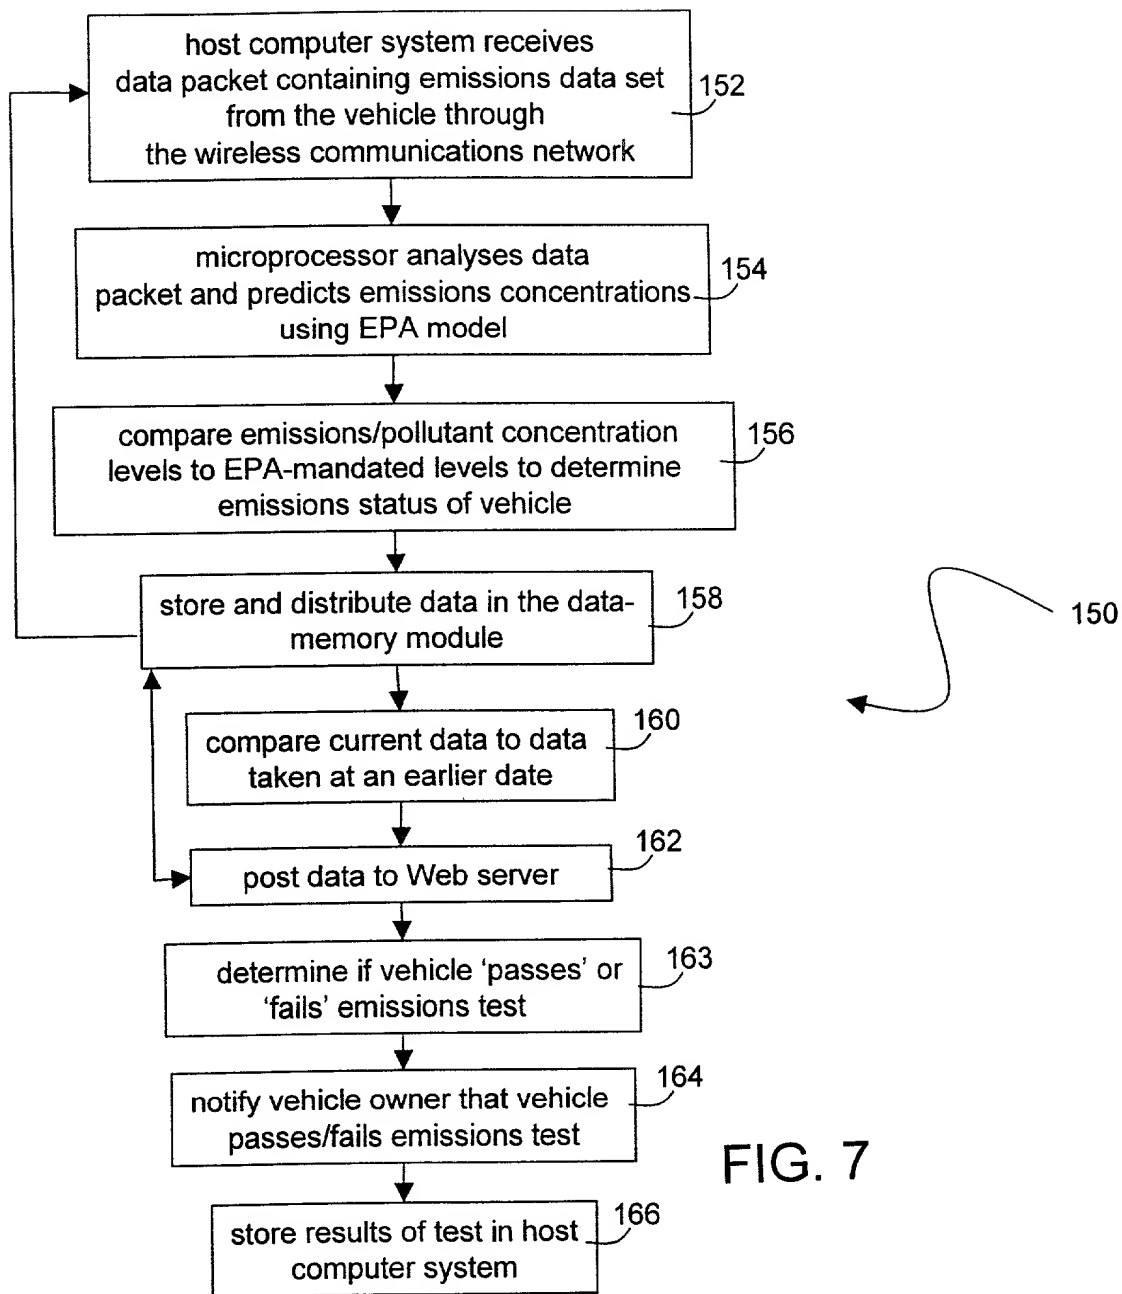 host computer system receives
data packet containing emissions data set
from the vehicle through
the wireless communications network
152
microprocessor analyses data
packet and predicts emissions concentrations
using EPA model
154
compare emissions/pollutant concentration
levels to EPA-mandated levels to determine
emissions status of vehicle
156
store and distribute data in the data-
memory module
158
150
compare current data to data
taken at an earlier date
160
post data to Web server
162
determine if vehicle ‘passes’ or
‘fails’ emissions test
163
notify vehicle owner that vehicle
passes/fails emissions test
164
FIG. 7
store results of test in host
computer system
166